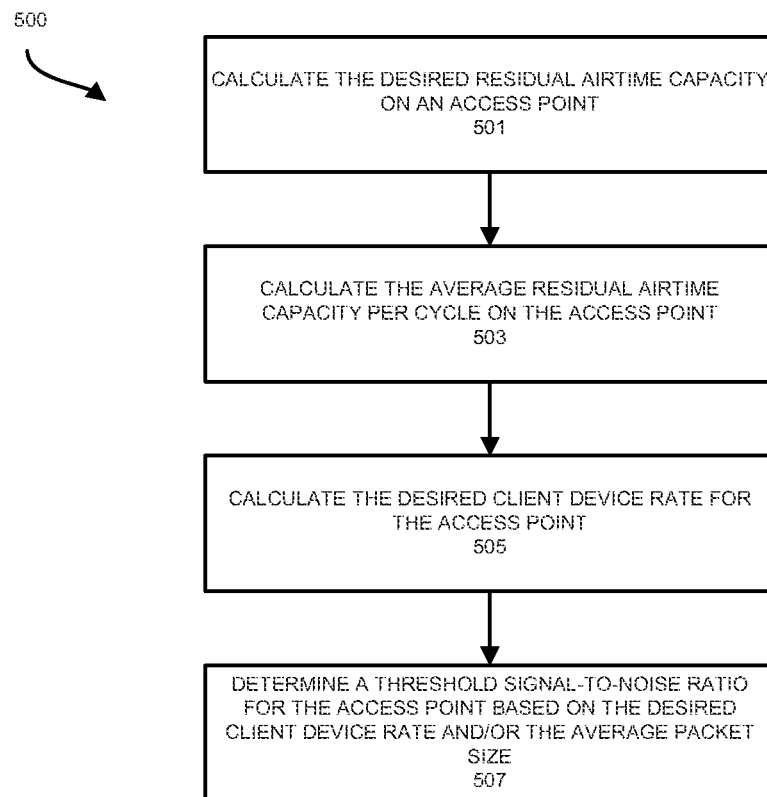 500
CALCULATE THE DESIRED RESIDUAL AIRTIME CAPACITY
ON AN ACCESS POINT
501
CALCULATE THE AVERAGE RESIDUAL AIRTIME
CAPACITY PER CYCLE ON THE ACCESS POINT
503
CALCULATE THE DESIRED CLIENT DEVICE RATE FOR
THE ACCESS POINT
505
DETERMINE A THRESHOLD SIGNAL-TO-NOISE RATIO
FOR THE ACCESS POINT BASED ON THE DESIRED
CLIENT DEVICE RATE AND/OR THE AVERAGE PACKET
SIZE
507